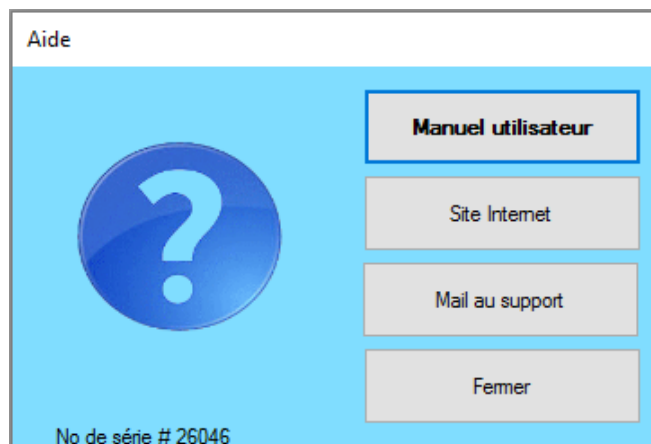 Aide
Manuel utilisateur
Site Internet
Mail au support
Fermer
No de série # 26046